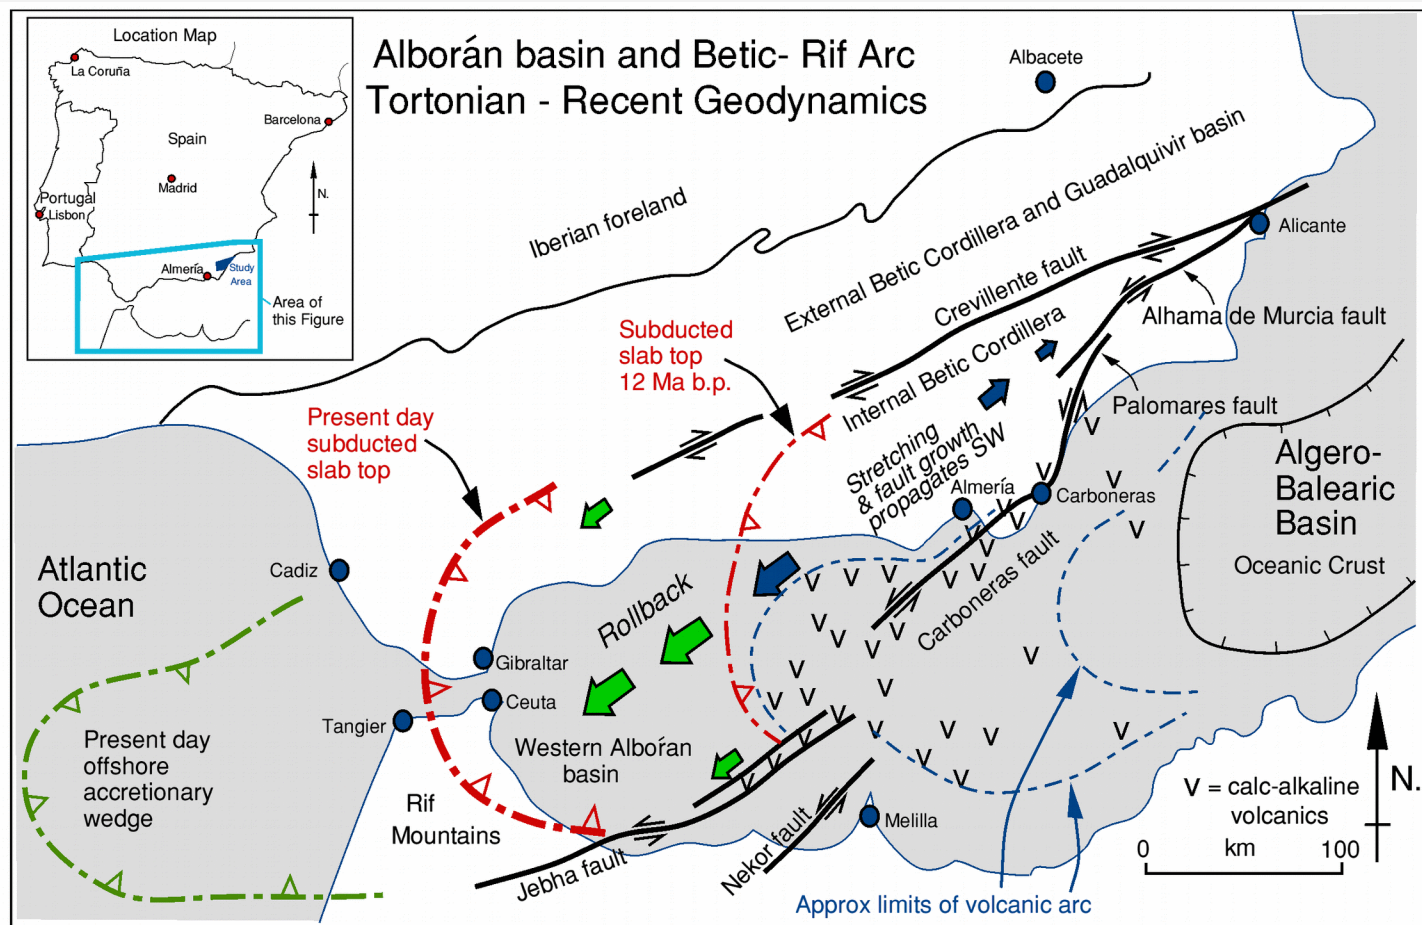 Location Map
La Coruña
Barcelona
Spain
Madrid
N.
Portugal
Lisbon
Almería
Study
Area
Area of
this Figure
Alborán basin and Betic- Rif Arc
Tortonian - Recent Geodynamics
Albacete
Iberian foreland
External Betic Cordillera and Guadalquivir basin
Alicante
Crevillente fault
Alhama de Murcia fault
Internal Betic Cordillera
Subducted
slab top
12 Ma b.p.
Present day
subducted
slab top
Palomares fault
Stretching
& fault growth
propagates SW
Almería
Carboneras
Algero-
Balearic
Basin
Oceanic Crust
Atlantic
Ocean
Cadiz
Carboneras fault
Rollback
Gibraltar
Ceuta
Tangier
Western Alboŕan
basin
Present day
offshore
accretionary
wedge
Rif
Mountains
V = calc-alkaline
volcanics
N.
Melilla
0 km 100
Nekor fault
Jebha fault
Approx limits of volcanic arc
V V V V V V V V V V V V V V V V V V V V V V V V V V V V V V V V V